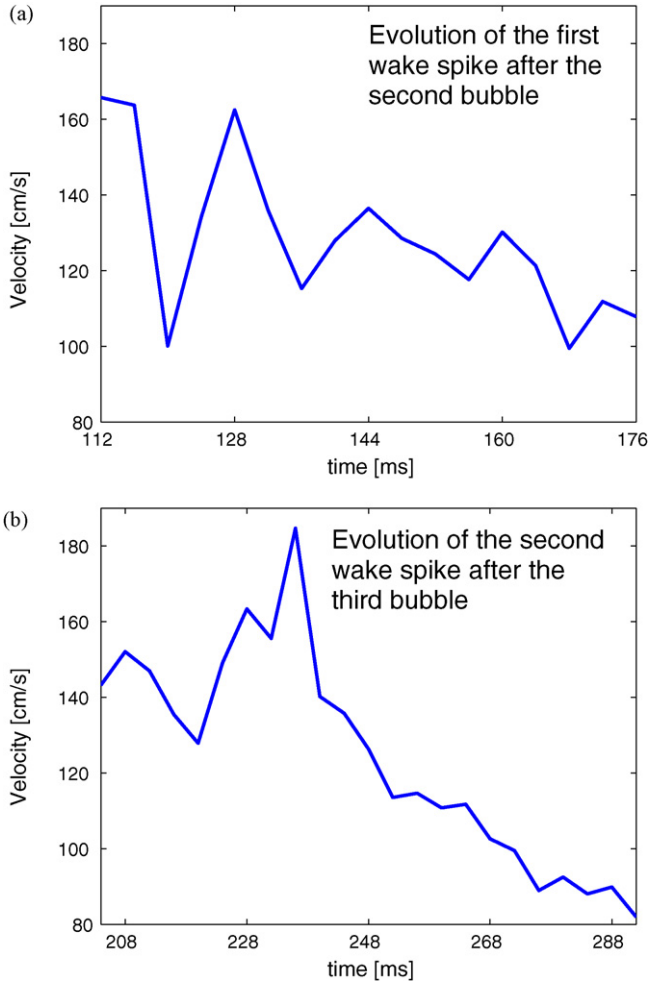 (a)
180
160
140
120
100
80
Velocity [cm/s]
Evolution of the first
wake spike after the
second bubble
112 128 144 160 176
time [ms]
(b)
180
160
140
120
100
80
Velocity [cm/s]
Evolution of the second
wake spike after the
third bubble
208 228 248 268 288
time [ms]